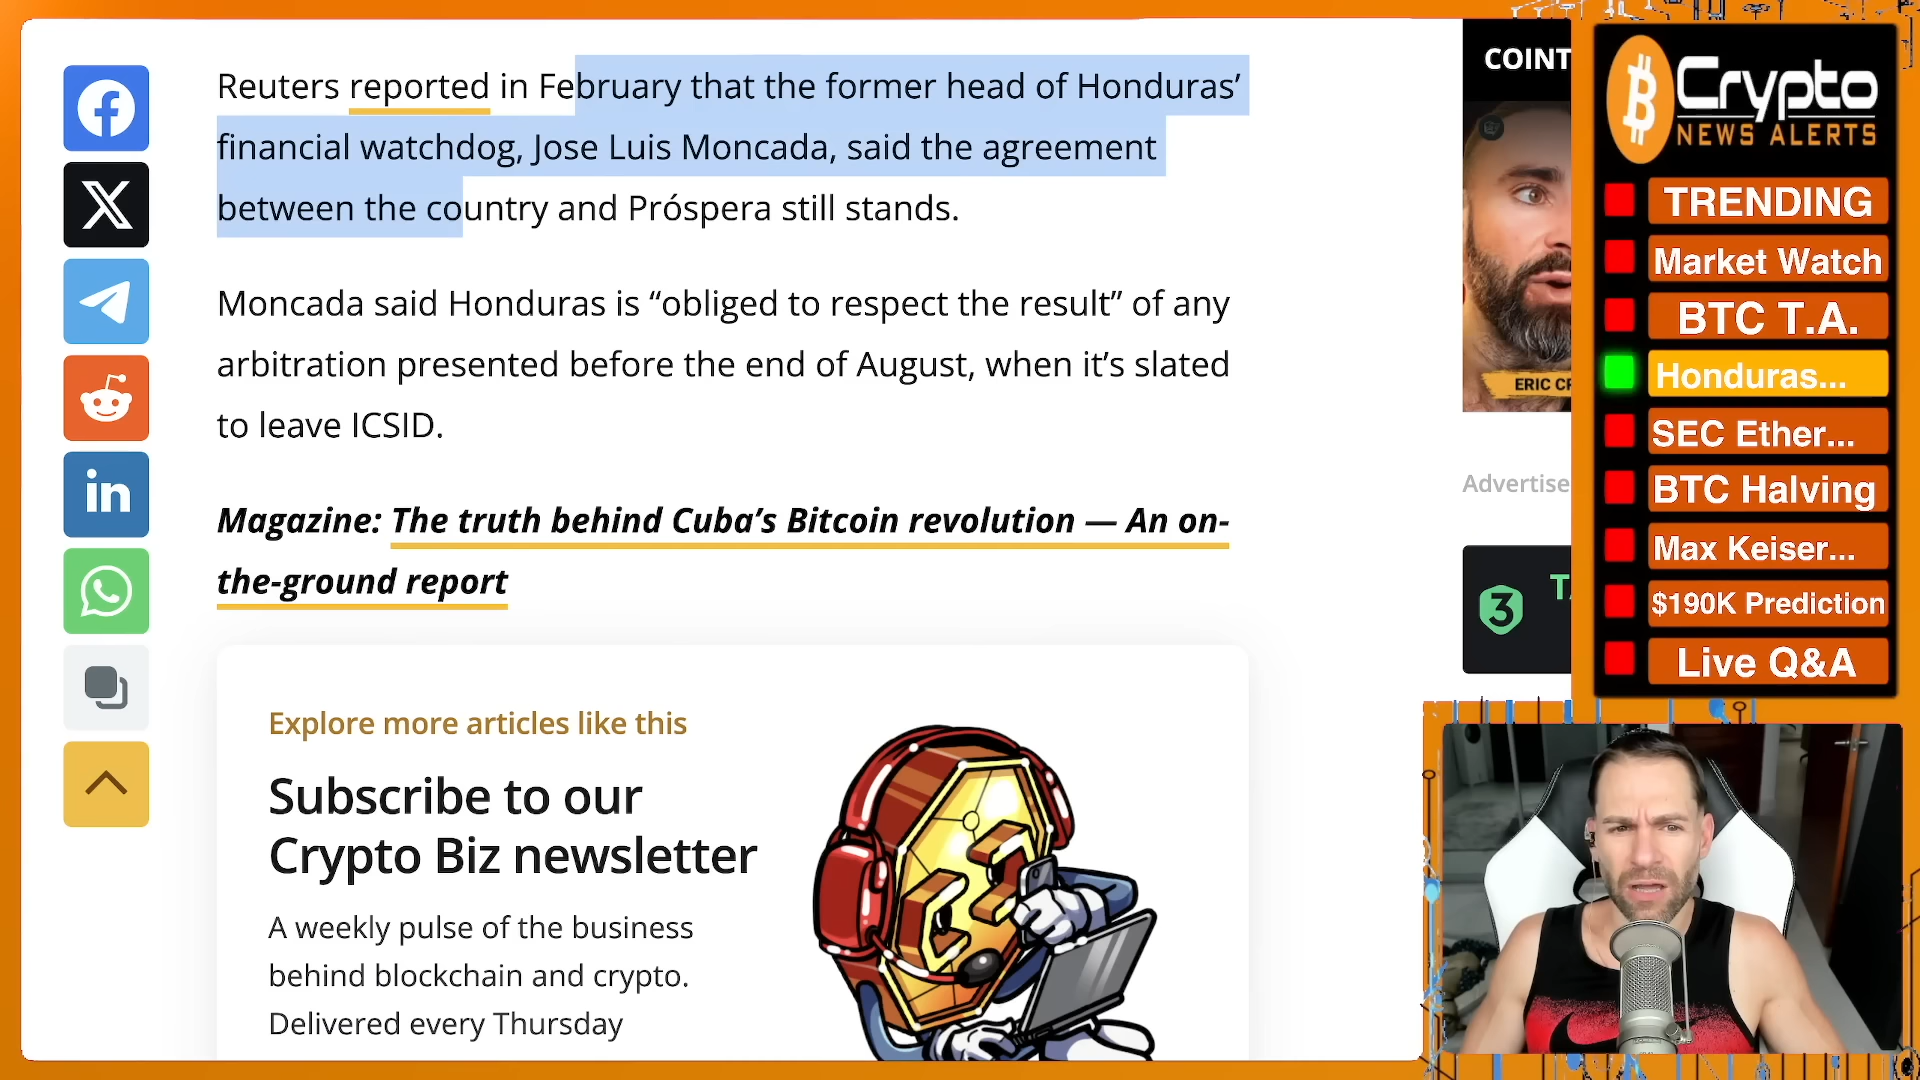 Reuters reported in February that the former head of Honduras’
financial watchdog, Jose Luis Moncada, said the agreement
between the country and Próspera still stands.
Moncada said Honduras is “obliged to respect the result” of any
arbitration presented before the end of August, when it’s slated
to leave ICSID.
Magazine: The truth behind Cuba’s Bitcoin revolution — An on-
the-ground report
Explore more articles like this
Subscribe to our
Crypto Biz newsletter
A weekly pulse of the business
behind blockchain and crypto.
Delivered every Thursday
COINT
ERIC CR
Advertise
Crypto
NEWS ALERTS
TRENDING
Market Watch
BTC T.A.
Honduras...
SEC Ether...
BTC Halving
Max Keiser...
$190K Prediction
Live Q&A